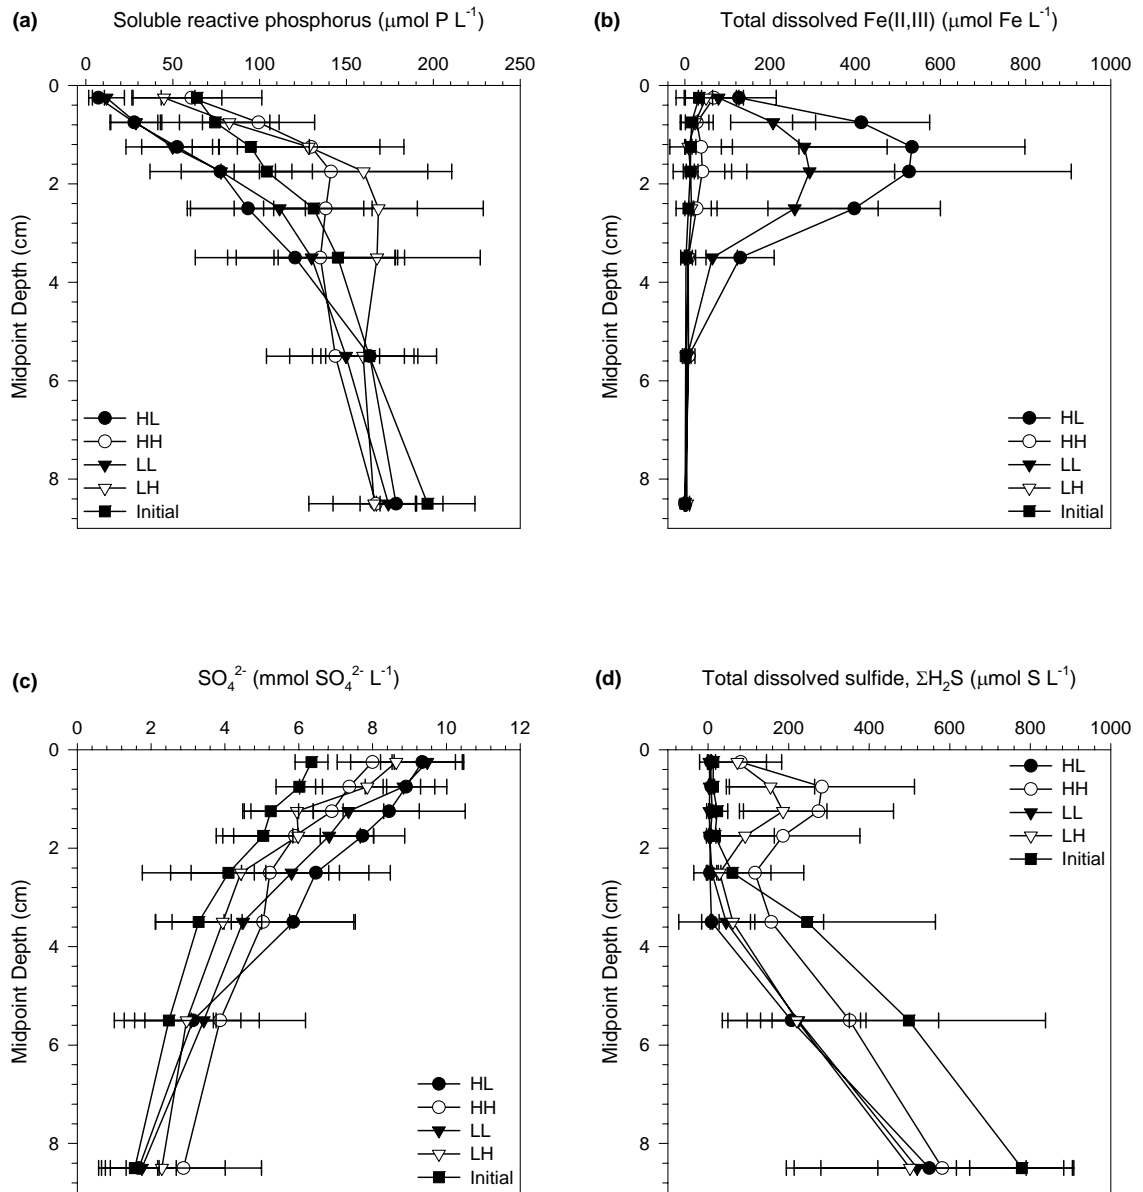 (a) Soluble reactive phosphorus (μmol P L⁻¹)
0 50 100 150 200 250
0
2
4
6
8
Midpoint Depth (cm)
HL
HH
LL
LH
Initial
(b) Total dissolved Fe(II,III) (μmol Fe L⁻¹)
0 200 400 600 800 1000
0
2
4
6
8
Midpoint Depth (cm)
HL
HH
LL
LH
Initial
(c) SO₄²⁻ (mmol SO₄²⁻ L⁻¹)
0 2 4 6 8 10 12
0
2
4
6
8
Midpoint Depth (cm)
HL
HH
LL
LH
Initial
(d) Total dissolved sulfide, ΣH₂S (μmol S L⁻¹)
0 200 400 600 800 1000
0
2
4
6
8
Midpoint Depth (cm)
HL
HH
LL
LH
Initial